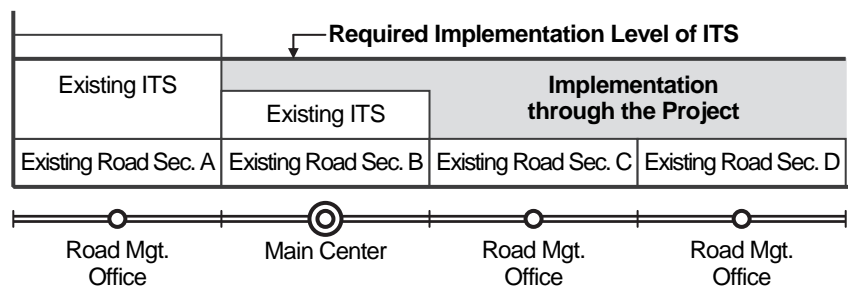 Required Implementation Level of ITS
Existing ITS
Implementation
through the Project
Existing ITS
Existing Road Sec. A
Existing Road Sec. B
Existing Road Sec. C
Existing Road Sec. D
Road Mgt.
Office
Main Center
Road Mgt.
Office
Road Mgt.
Office